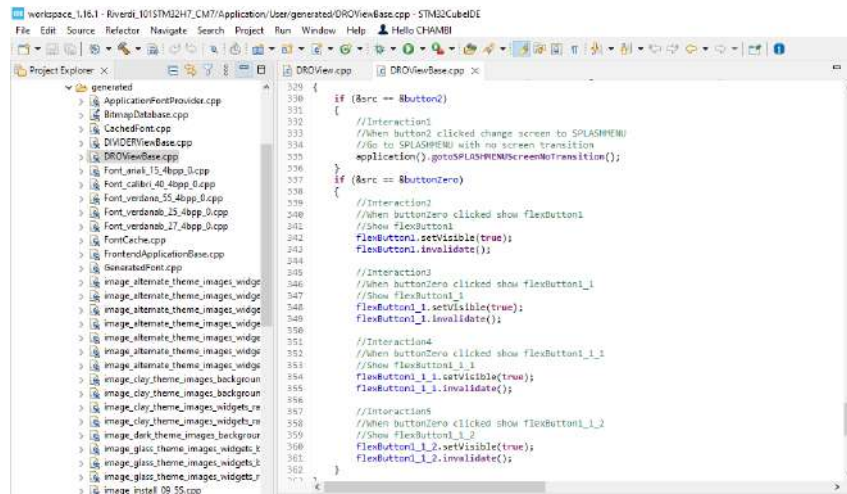 workspace_1.16.1 - Riverdi_101STM32H7_CM7/Application/User/generated/DROViewBase.cpp - STM32CubeIDE
File Edit Source Refactor Navigate Search Project Run Window Help Hello CHAMBI
Project Explorer
DROView.cpp
DROViewBase.cpp
generated
ApplicationFontProvider.cpp
BitmapDatabase.cpp
CachedFont.cpp
DIVIDERViewBase.cpp
DROViewBase.cpp
Font_arial_15_4bpp_0.cpp
Font_calibri_40_4bpp_0.cpp
Font_verdana_55_4bpp_0.cpp
Font_verdanab_25_4bpp_0.cpp
Font_verdanab_27_4bpp_0.cpp
FontCache.cpp
FrontendApplicationBase.cpp
GeneratedFont.cpp
image_alternate_theme_images_widge
image_alternate_theme_images_widge
image_alternate_theme_images_widge
image_alternate_theme_images_widge
image_alternate_theme_images_widge
image_alternate_theme_images_widge
image_clay_theme_images_backgroun
image_clay_theme_images_backgroun
image_clay_theme_images_widgets_re
image_clay_theme_images_widgets_re
image_dark_theme_images_backgrour
image_glass_theme_images_widgets_b
image_glass_theme_images_widgets_b
image_glass_theme_images_widgets_r
image_install_09_55.cpp
329 {
330 if (&src == &button2)
331 {
332 //Interaction1
333 //When button2 clicked change screen to SPLASHMENU
334 //Go to SPLASHMENU with no screen transition
335 application().gotoSPLASHMENUScreenNoTransition();
336 }
337 if (&src == &buttonZero)
338 {
339 //Interaction2
340 //When buttonZero clicked show flexButton1
341 //Show flexButton1
342 flexButton1.setVisible(true);
343 flexButton1.invalidate();
344
345 //Interaction3
346 //When buttonZero clicked show flexButton1_1
347 //Show flexButton1_1
348 flexButton1_1.setVisible(true);
349 flexButton1_1.invalidate();
350
351 //Interaction4
352 //When buttonZero clicked show flexButton1_1_1
353 //Show flexButton1_1_1
354 flexButton1_1_1.setVisible(true);
355 flexButton1_1_1.invalidate();
356
357 //Interaction5
358 //When buttonZero clicked show flexButton1_1_2
359 //Show flexButton1_1_2
360 flexButton1_1_2.setVisible(true);
361 flexButton1_1_2.invalidate();
362 }